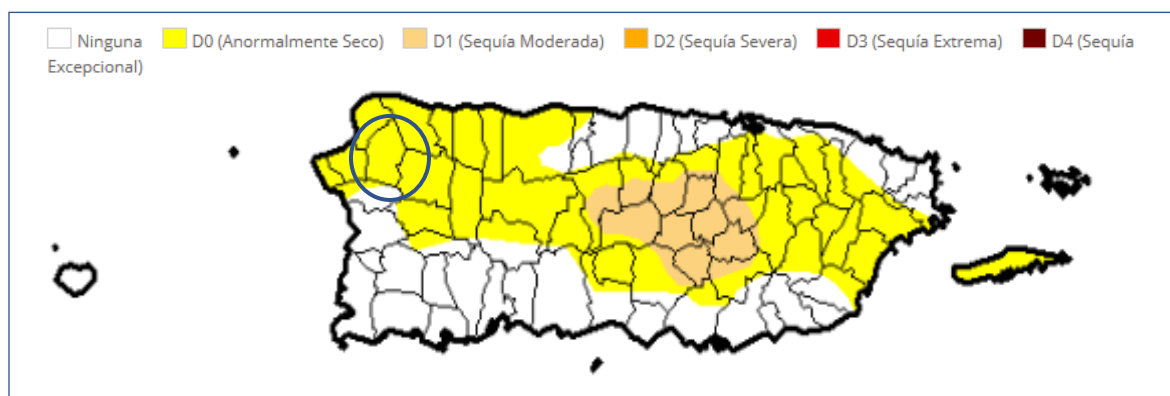 Ninguna D0 (Anormalmente Seco) D1 (Sequía Moderada) D2 (Sequía Severa) D3 (Sequía Extrema) D4 (Sequía
Excepcional)